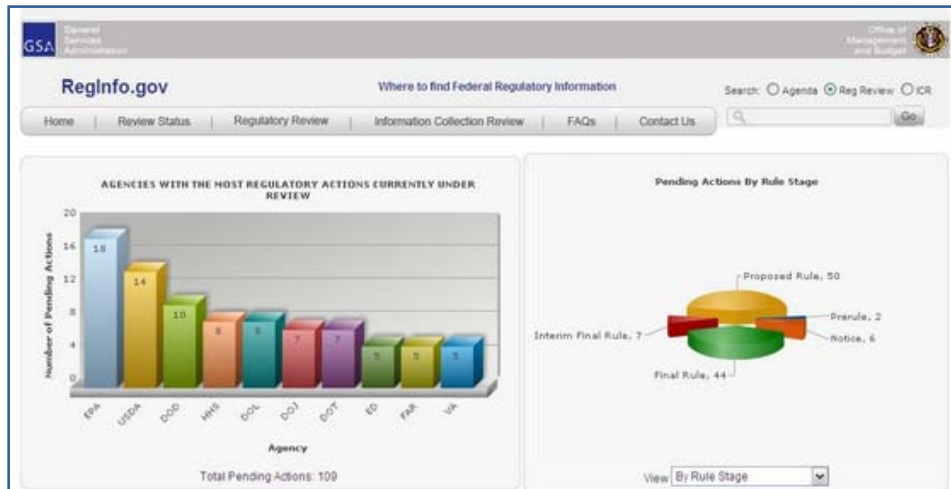 GSA
General
Services
Administration
Office of
Management
and Budget
RegInfo.gov
Where to find Federal Regulatory Information
Search: Agenda Reg Review ICR
Home | Review Status | Regulatory Review | Information Collection Review | FAQs | Contact Us
Go
AGENCIES WITH THE MOST REGULATORY ACTIONS CURRENTLY UNDER
REVIEW
Number of Pending Actions
20
16
12
8
4
0
18
14
10
8
8
7
7
5
5
5
EPA
USDA
DOD
HHS
DOL
DOJ
DOT
ED
FAR
VA
Agency
Total Pending Actions: 109
Pending Actions By Rule Stage
Proposed Rule, 50
Prerule, 2
Notice, 6
Interim Final Rule, 7
Final Rule, 44
View By Rule Stage